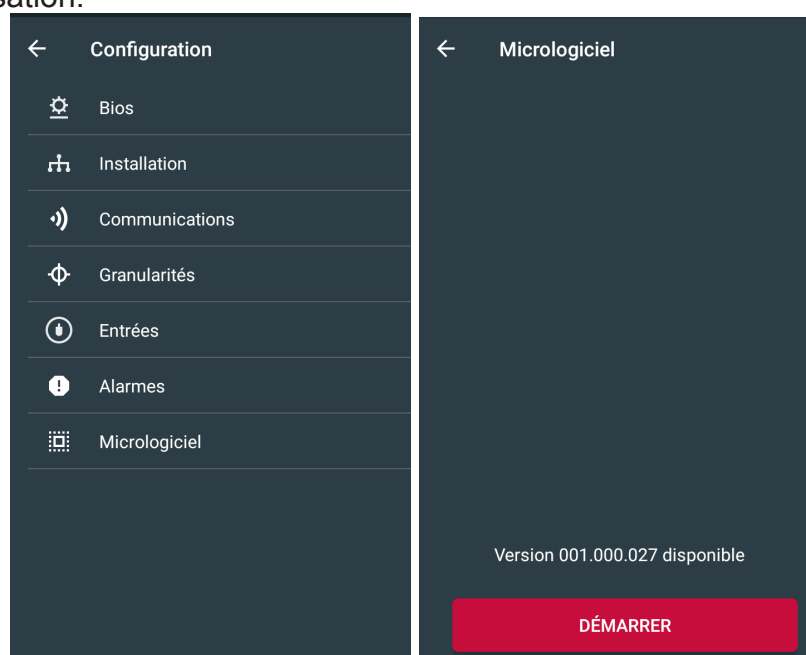 Configuration
Bios
Installation
Communications
Granularités
Entrées
Alarmes
Micrologiciel
Micrologiciel
Version 001.000.027 disponible
DÉMARRER